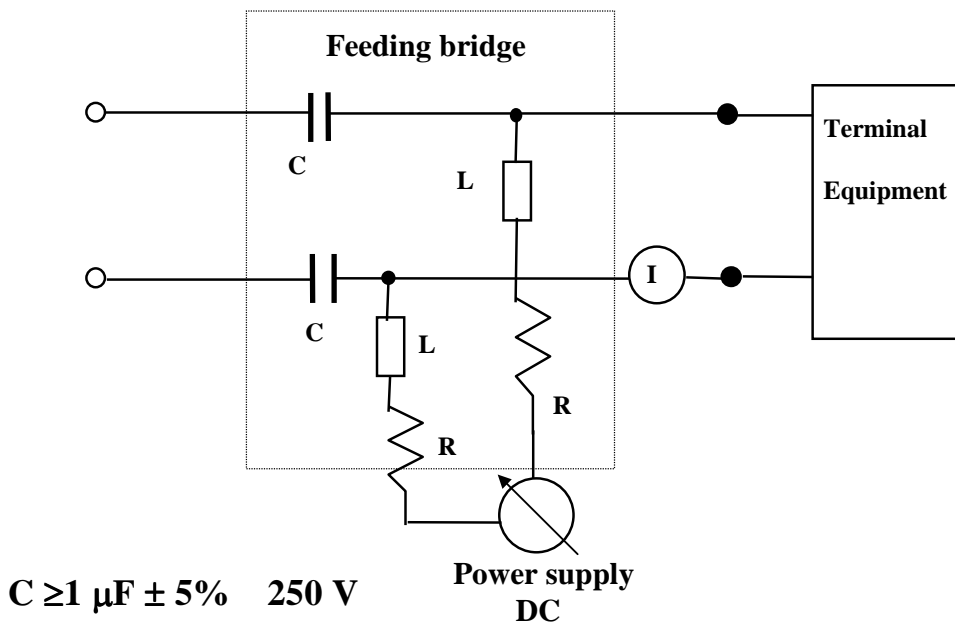 Feeding bridge
C
L
Terminal
Equipment
I
C
L
R
R
Power supply
DC
C ≥1 μF ± 5% 250 V